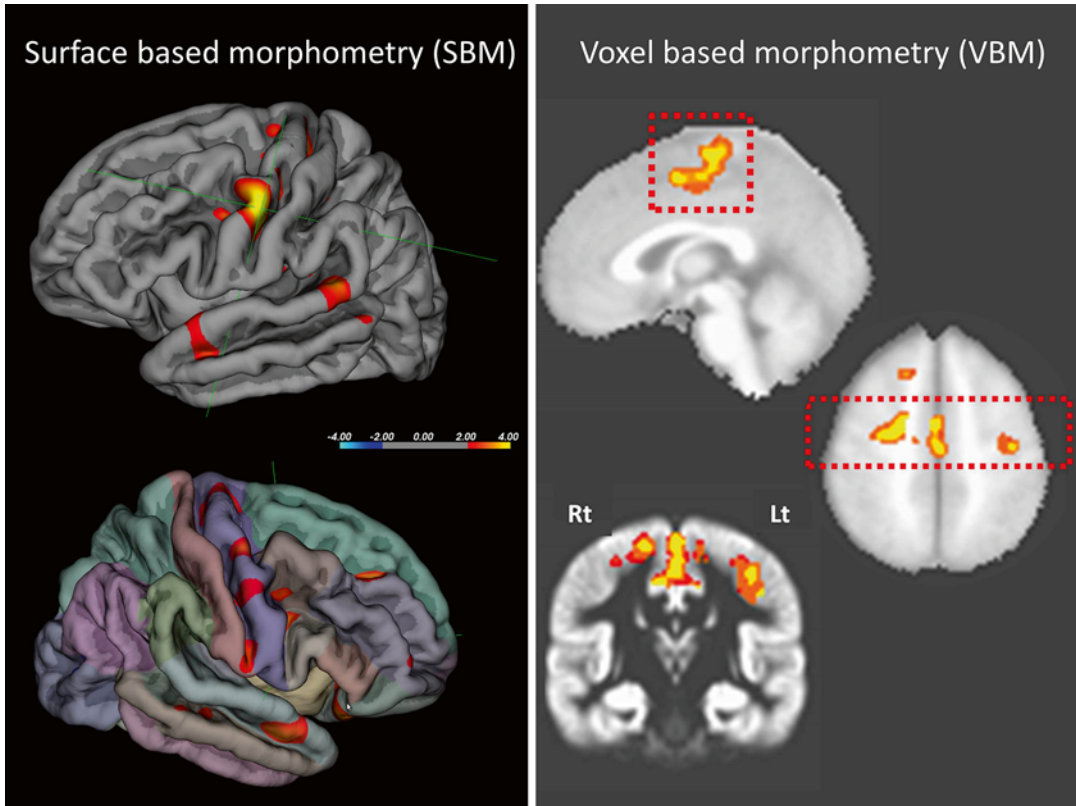 Surface based morphometry (SBM)
Voxel based morphometry (VBM)
-4.00 -2.00 0.00 2.00 4.00
Rt Lt